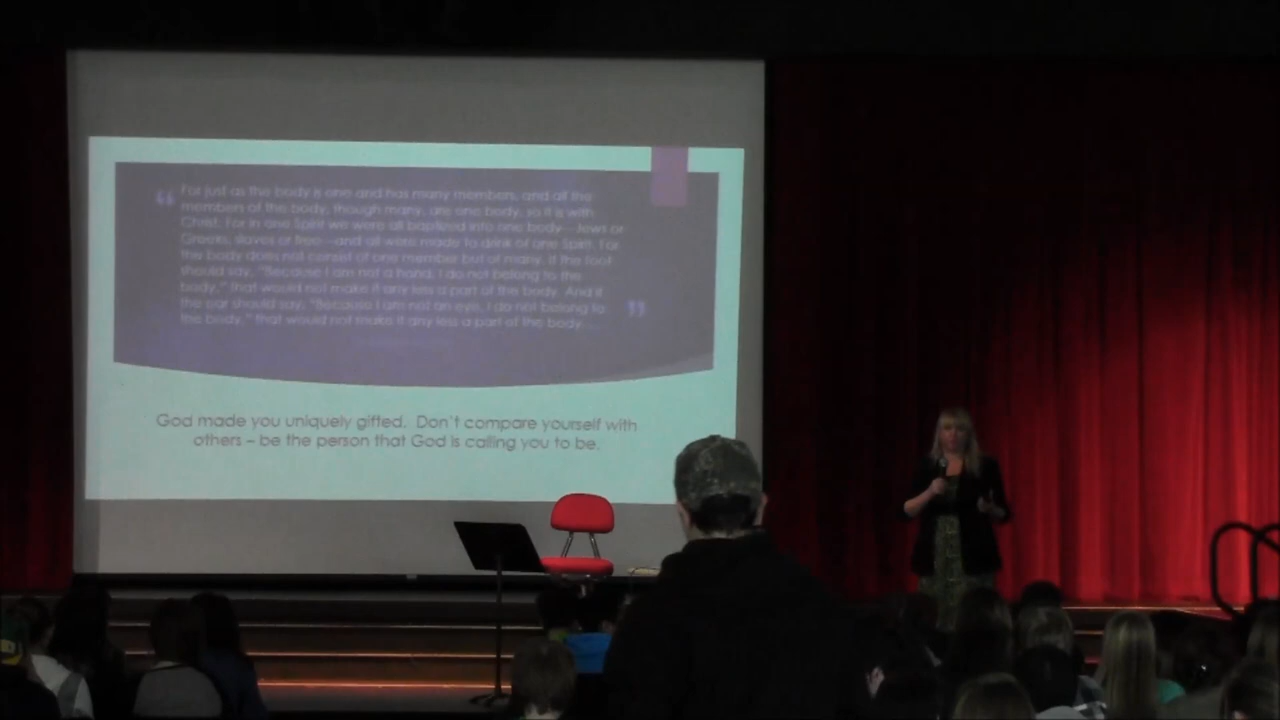 “ For just as the body is one and has many members, and all the
members of the body, though many, are one body, so it is with
Christ. For in one Spirit we were all baptized into one body—Jews or
Greeks, slaves or free—and all were made to drink of one Spirit. For
the body does not consist of one member but of many. If the foot
should say, "Because I am not a hand, I do not belong to the
body," that would not make it any less a part of the body. And if
the ear should say, "Because I am not an eye, I do not belong to
the body," that would not make it any less a part of the body.... ”
God made you uniquely gifted. Don't compare yourself with
others – be the person that God is calling you to be.